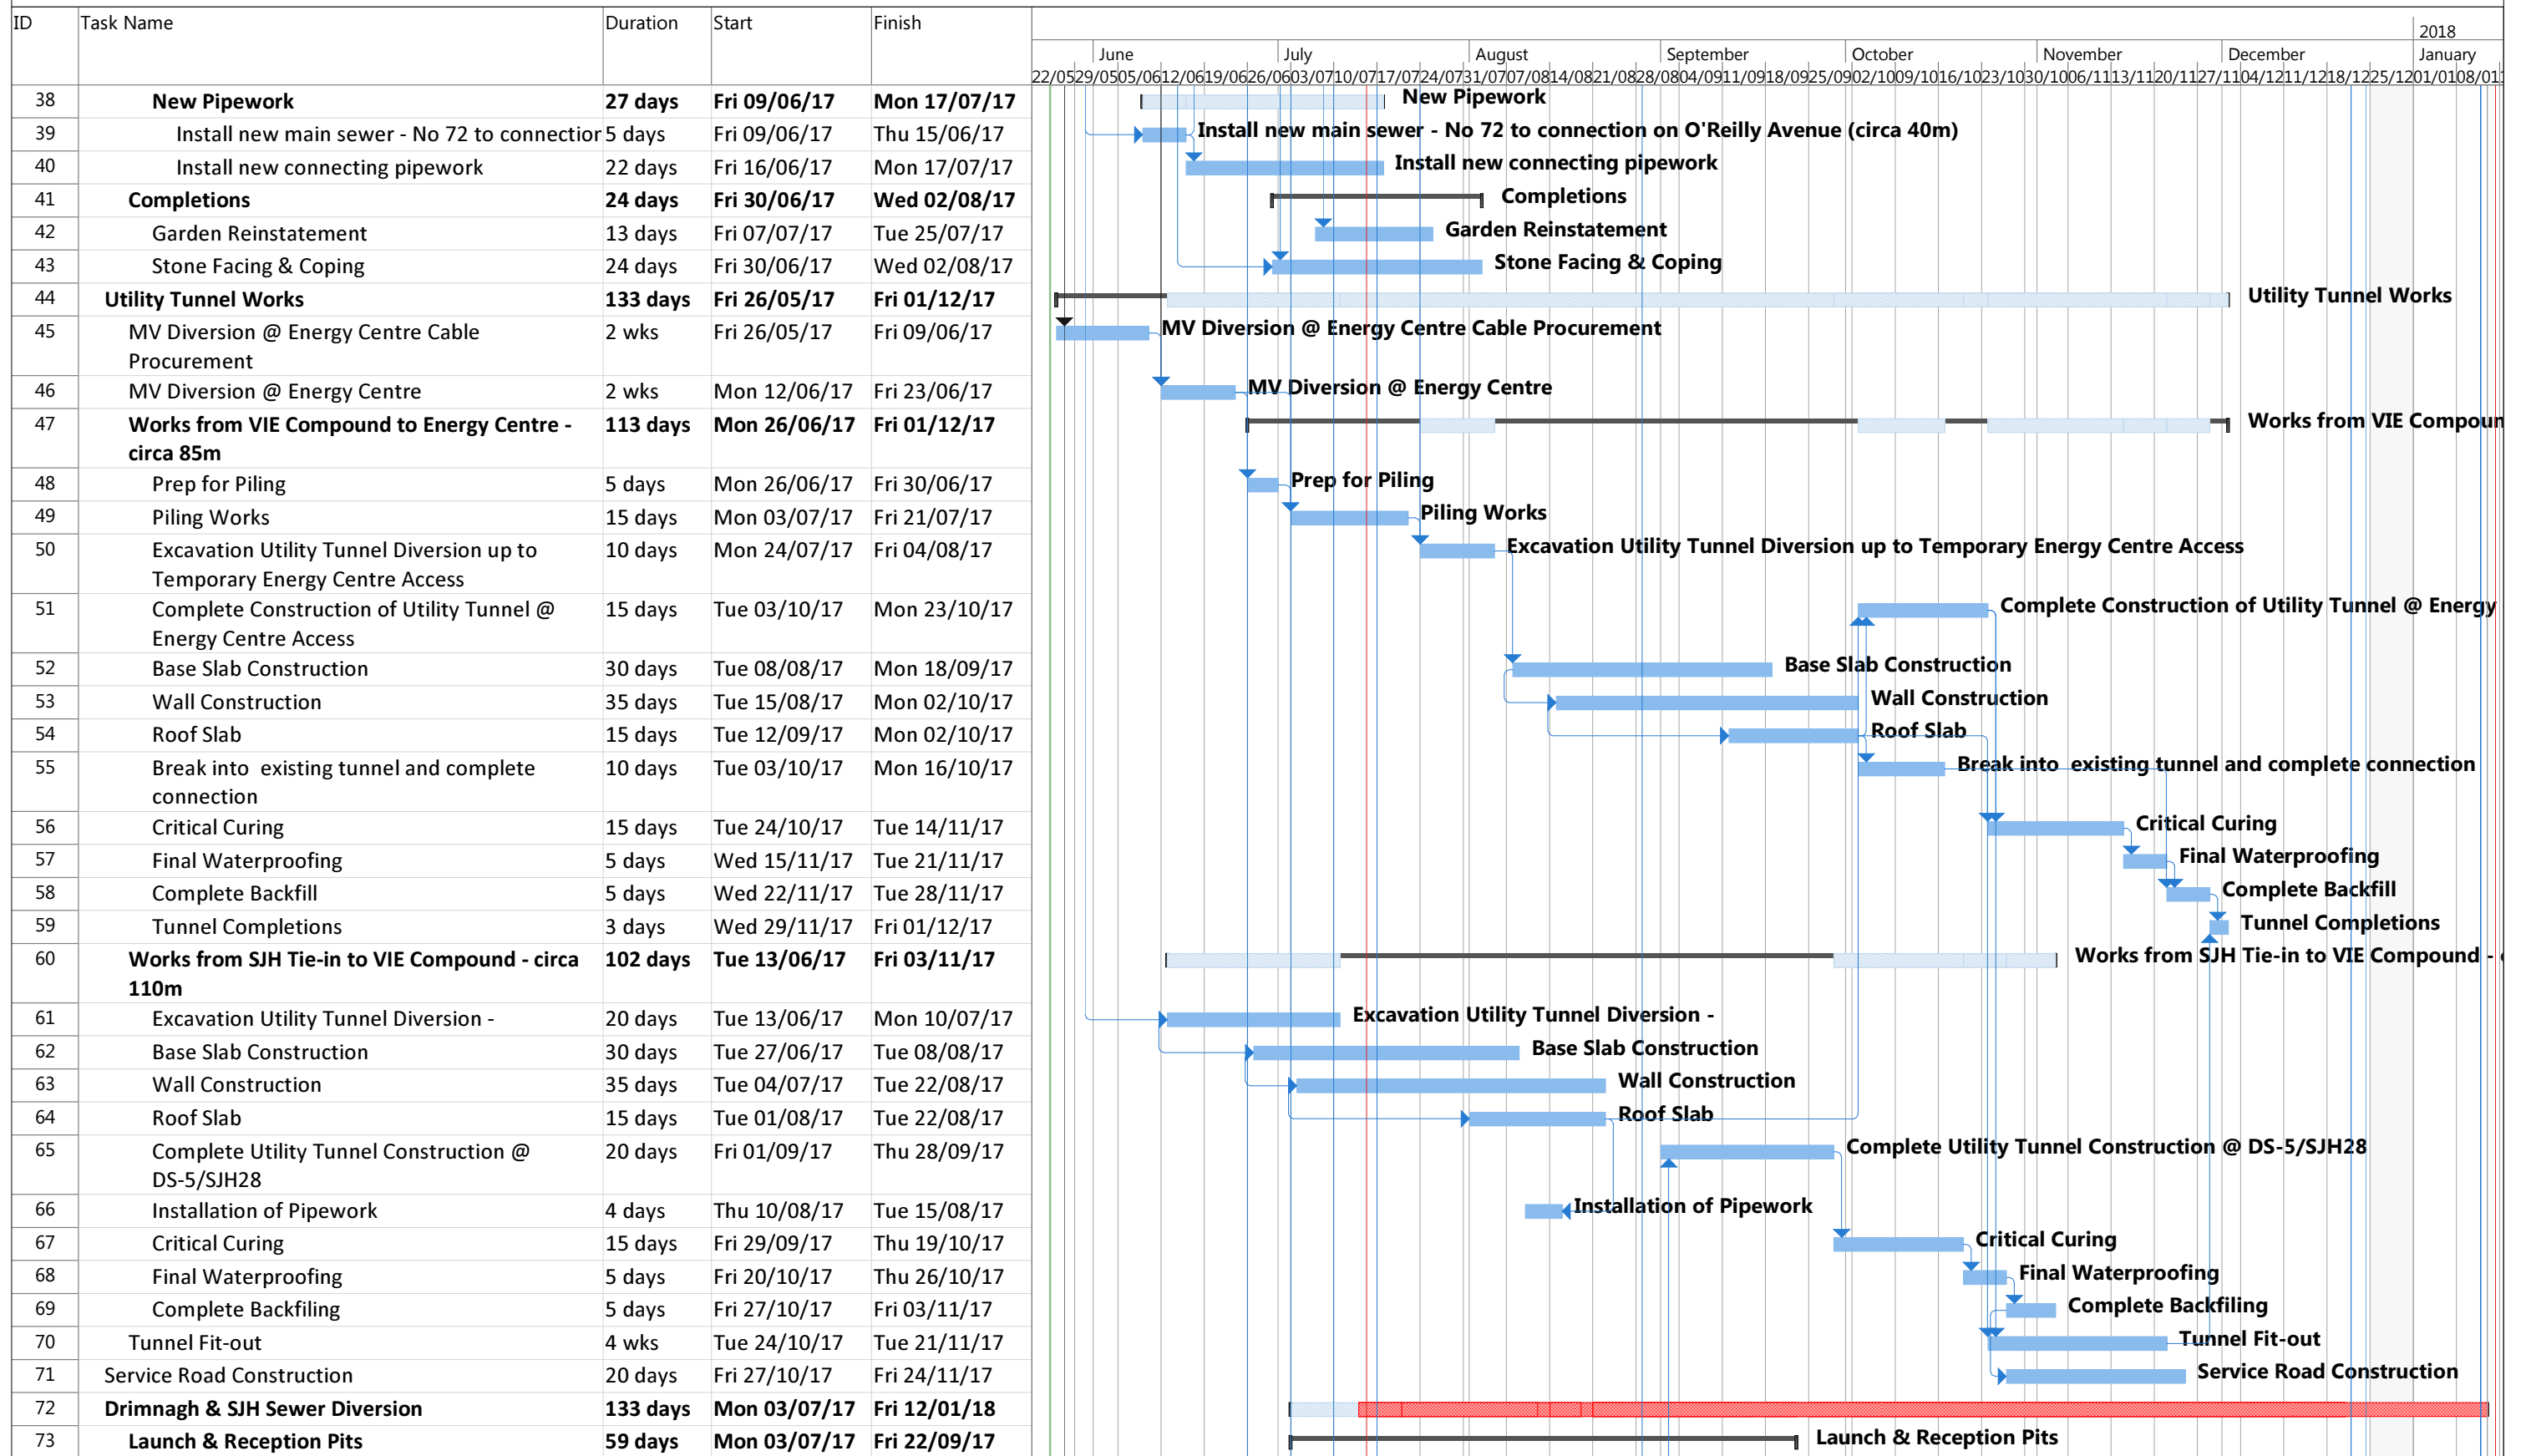 ID Task Name Duration Start Finish
2018
June July August September October November December January
22/05 29/05 05/06 12/06 19/06 26/06 03/07 10/07 17/07 24/07 31/07 07/08 14/08 21/08 28/08 04/09 11/09 18/09 25/09 02/10 09/10 16/10 23/10 30/10 06/11 13/11 20/11 27/11 04/12 11/12 18/12 25/12 01/01 08/01
38 New Pipework 27 days Fri 09/06/17 Mon 17/07/17 New Pipework
39 Install new main sewer - No 72 to connection 5 days Fri 09/06/17 Thu 15/06/17 Install new main sewer - No 72 to connection on O'Reilly Avenue (circa 40m)
40 Install new connecting pipework 22 days Fri 16/06/17 Mon 17/07/17 Install new connecting pipework
41 Completions 24 days Fri 30/06/17 Wed 02/08/17 Completions
42 Garden Reinstatement 13 days Fri 07/07/17 Tue 25/07/17 Garden Reinstatement
43 Stone Facing & Coping 24 days Fri 30/06/17 Wed 02/08/17 Stone Facing & Coping
44 Utility Tunnel Works 133 days Fri 26/05/17 Fri 01/12/17 Utility Tunnel Works
45 MV Diversion @ Energy Centre Cable 2 wks Fri 26/05/17 Fri 09/06/17 MV Diversion @ Energy Centre Cable Procurement
Procurement
46 MV Diversion @ Energy Centre 2 wks Mon 12/06/17 Fri 23/06/17 MV Diversion @ Energy Centre
47 Works from VIE Compound to Energy Centre - 113 days Mon 26/06/17 Fri 01/12/17 Works from VIE Compoun
circa 85m
48 Prep for Piling 5 days Mon 26/06/17 Fri 30/06/17 Prep for Piling
49 Piling Works 15 days Mon 03/07/17 Fri 21/07/17 Piling Works
50 Excavation Utility Tunnel Diversion up to 10 days Mon 24/07/17 Fri 04/08/17 Excavation Utility Tunnel Diversion up to Temporary Energy Centre Access
Temporary Energy Centre Access
51 Complete Construction of Utility Tunnel @ 15 days Tue 03/10/17 Mon 23/10/17 Complete Construction of Utility Tunnel @ Energy
Energy Centre Access
52 Base Slab Construction 30 days Tue 08/08/17 Mon 18/09/17 Base Slab Construction
53 Wall Construction 35 days Tue 15/08/17 Mon 02/10/17 Wall Construction
54 Roof Slab 15 days Tue 12/09/17 Mon 02/10/17 Roof Slab
55 Break into existing tunnel and complete 10 days Tue 03/10/17 Mon 16/10/17 Break into existing tunnel and complete connection
connection
56 Critical Curing 15 days Tue 24/10/17 Tue 14/11/17 Critical Curing
57 Final Waterproofing 5 days Wed 15/11/17 Tue 21/11/17 Final Waterproofing
58 Complete Backfill 5 days Wed 22/11/17 Tue 28/11/17 Complete Backfill
59 Tunnel Completions 3 days Wed 29/11/17 Fri 01/12/17 Tunnel Completions
60 Works from SJH Tie-in to VIE Compound - circa 102 days Tue 13/06/17 Fri 03/11/17 Works from SJH Tie-in to VIE Compound -
110m
61 Excavation Utility Tunnel Diversion - 20 days Tue 13/06/17 Mon 10/07/17 Excavation Utility Tunnel Diversion -
62 Base Slab Construction 30 days Tue 27/06/17 Tue 08/08/17 Base Slab Construction
63 Wall Construction 35 days Tue 04/07/17 Tue 22/08/17 Wall Construction
64 Roof Slab 15 days Tue 01/08/17 Tue 22/08/17 Roof Slab
65 Complete Utility Tunnel Construction @ 20 days Fri 01/09/17 Thu 28/09/17 Complete Utility Tunnel Construction @ DS-5/SJH28
DS-5/SJH28
66 Installation of Pipework 4 days Thu 10/08/17 Tue 15/08/17 Installation of Pipework
67 Critical Curing 15 days Fri 29/09/17 Thu 19/10/17 Critical Curing
68 Final Waterproofing 5 days Fri 20/10/17 Thu 26/10/17 Final Waterproofing
69 Complete Backfiling 5 days Fri 27/10/17 Fri 03/11/17 Complete Backfiling
70 Tunnel Fit-out 4 wks Tue 24/10/17 Tue 21/11/17 Tunnel Fit-out
71 Service Road Construction 20 days Fri 27/10/17 Fri 24/11/17 Service Road Construction
72 Drimnagh & SJH Sewer Diversion 133 days Mon 03/07/17 Fri 12/01/18
73 Launch & Reception Pits 59 days Mon 03/07/17 Fri 22/09/17 Launch & Reception Pits